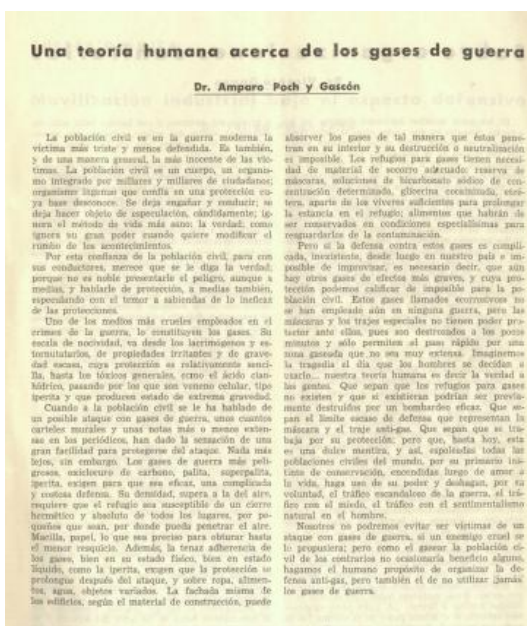 Una teoría humana acerca de los gases de guerra
Dr. Amparo Poch y Gascón
La población civil es en la guerra moderna la
víctima más triste y menos defendida. Es también,
y de una manera general, la más inocente de las víc-
timas. La población civil es un cuerpo, un organis-
mo integrado por millares y millares de ciudadanos;
organismo ingenuo que confía en una protección cu-
ya base desconoce. Se deja engañar y conducir; se
deja hacer objeto de especulación, cándidamente; ig-
nora el método de vida más sano: la verdad; como
ignora su gran poder cuando quiere modificar el
rumbo de los acontecimientos.
Por esta confianza de la población civil, para con
sus conductores, merece que se le diga la verdad;
porque no es noble presentarle el peligro, aunque a
medias, y hablarle de protección, a medias también,
especulando con el temor a sabiendas de lo ineficaz
de las protecciones.
Uno de los medios más crueles empleados en el
crimen de la guerra, lo constituyen los gases. Su
escala de nocividad, va desde los lacrimógenos y es-
tornutatorios, de propiedades irritantes y de grave-
dad escasa, cuya protección es relativamente senci-
lla, hasta los tóxicos generales, como el ácido cian-
hídrico, pasando por los que son veneno celular, tipo
iperita y que producen estado de extrema gravedad.
Cuando a la población civil se le ha hablado de
un posible ataque con gases de guerra, unos cuantos
carteles murales y unas notas más o menos exten-
sas en los periódicos, han dado la sensación de una
gran facilidad para protegerse del ataque. Nada más
lejos, sin embargo. Los gases de guerra más peli-
grosos, oxicloruro de carbono, palita, superpalita,
iperita, exigen para que sea eficaz, una complicada
y costosa defensa. Su densidad, supera a la del aire,
requiere que el refugio sea susceptible de un cierre
hermético y absoluto de todos los lugares, por pe-
queños que sean, por donde pueda penetrar el aire.
Macilla, papel, lo que sea preciso para obturar hasta
el menor resquicio. Además, la tenaz adherencia de
los gases, bien en su estado físico, bien en estado
líquido, como la iperita, exigen que la protección se
prolongue después del ataque, y sobre ropa, alimen-
tos, agua, objetos variados. La fachada misma de
los edificios, según el material de construcción, puede
absorver los gases de tal manera que éstos pene-
tran en su interior y su destrucción o neutralización
es imposible. Los refugios para gases tienen necesi-
dad de material de socorro adecuado: reserva de
máscaras, soluciones de bicarbonato sódico de con-
centración determinada, glicerina cocainizada, etcé-
tera, aparte de los víveres suficientes para prolongar
la estancia en el refugio; alimentos que habrán de
ser conservados en condiciones especialísimas para
resguardarlos de la contaminación.
Pero si la defensa contra estos gases es compli-
cada, inexistente, desde luego en nuestro país e im-
posible de improvisar, es necesario decir, que aún
hay otros gases de efectos más graves, y cuya pro-
tección podemos calificar de imposible para la po-
blación civil. Estos gases llamados ecorrosivos no
se han empleado aún en ninguna guerra, pero las
máscaras y los trajes especiales no tienen poder pro-
tector ante ellos, pues son destrozados a los pocos
minutos y sólo permiten el paso rápido por una
zona gaseada que no sea muy extensa. Imaginemos
la tragedia el día que los hombres se decidan a
usarlo... nuestra teoría humana es decir la verdad a
las gentes. Que sepan que los refugios para gases
no existen y que si existieran podrían ser previa-
mente destruidos por un bombardeo eficaz. Que se-
pan el límite escaso de defensa que representan la
máscara y el traje anti-gas. Que sepan que se tra-
baja por su protección; pero que, hasta hoy, esta
es una dulce mentira, y así, espoleadas todas las
poblaciones civiles del mundo, por su primario ins-
tinto de conservación, encendidas luego de amor a
la vida, haga uso de su poder y deshagan, por su
voluntad, el tráfico escandaloso de la guerra, el trá-
fico con el miedo, el tráfico con el sentimentalismo
natural en el hombre.
Nosotros no podremos evitar ser víctimas de un
ataque con gases de guerra, si un enemigo cruel se
lo propusiera; pero como el gasear la población ci-
vil de los contrarios no ocasionaría beneficio alguno,
hagamos el humano propósito de organizar la de-
fensa anti-gas, pero también el de no utilizar jamás
los gases de guerra.